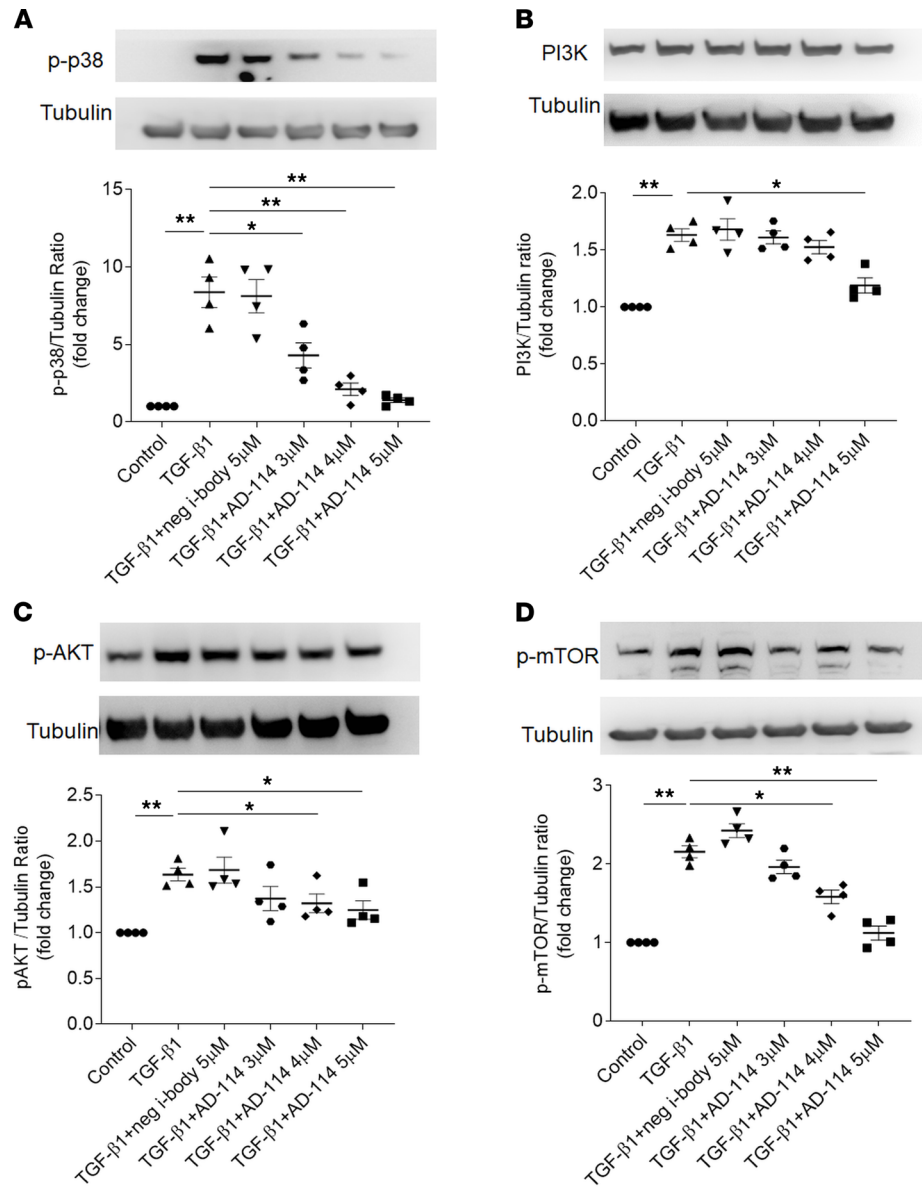 A
p-p38
Tubulin
15
10
5
0
p-p38/Tubulin Ratio
(fold change)
**
**
**
*
Control
TGF-β1
TGF-β1+neg i-body 5μM
TGF-β1+AD-114 3μM
TGF-β1+AD-114 4μM
TGF-β1+AD-114 5μM
B
PI3K
Tubulin
2.0
1.5
1.0
0.5
0.0
PI3K/Tubulin Ratio
(fold change)
**
*
Control
TGF-β1
TGF-β1+neg i-body 5μM
TGF-β1+AD-114 3μM
TGF-β1+AD-114 4μM
TGF-β1+AD-114 5μM
C
p-AKT
Tubulin
2.5
2.0
1.5
1.0
0.5
0.0
pAKT /Tubulin Ratio
(fold change)
*
**
*
Control
TGF-β1
TGF-β1+neg i-body 5μM
TGF-β1+AD-114 3μM
TGF-β1+AD-114 4μM
TGF-β1+AD-114 5μM
D
p-mTOR
Tubulin
3
2
1
0
p-mTOR/Tubulin Ratio
(fold change)
**
**
*
Control
TGF-β1
TGF-β1+neg i-body 5μM
TGF-β1+AD-114 3μM
TGF-β1+AD-114 4μM
TGF-β1+AD-114 5μM